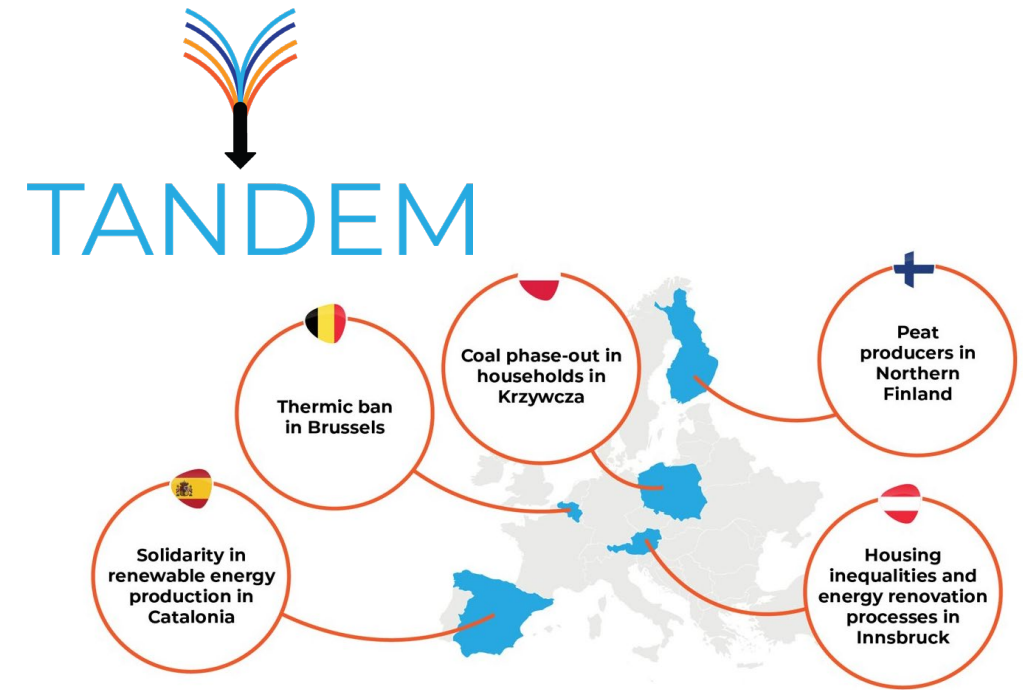 TANDEM
Coal phase-out in
households in
Krzywcza
Peat
producers in
Northern
Finland
Thermic ban
in Brussels
Solidarity in
renewable energy
production in
Catalonia
Housing
inequalities and
energy renovation
processes in
Innsbruck